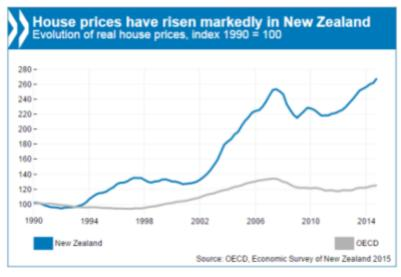 House prices have risen markedly in New Zealand
Evolution of real house prices, index 1990 = 100
280
260
240
220
200
180
160
140
120
100
1990 1994 1998 2002 2006 2010 2014
New Zealand OECD
Source: OECD, Economic Survey of New Zealand 2015